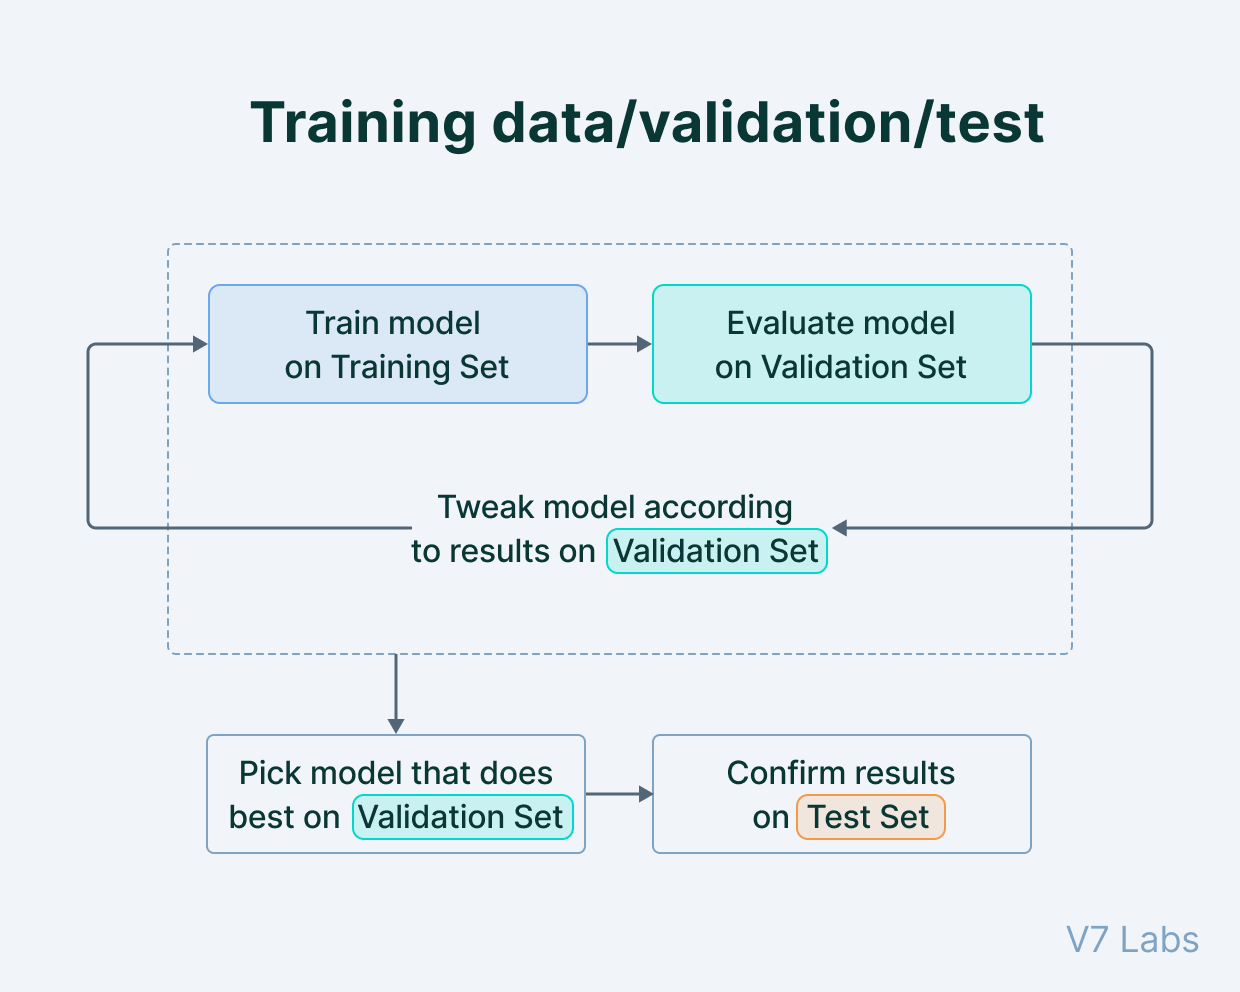 Training data/validation/test
Train model
on Training Set
Evaluate model
on Validation Set
Tweak model according
to results on Validation Set
Pick model that does
best on Validation Set
Confirm results
on Test Set
V7 Labs